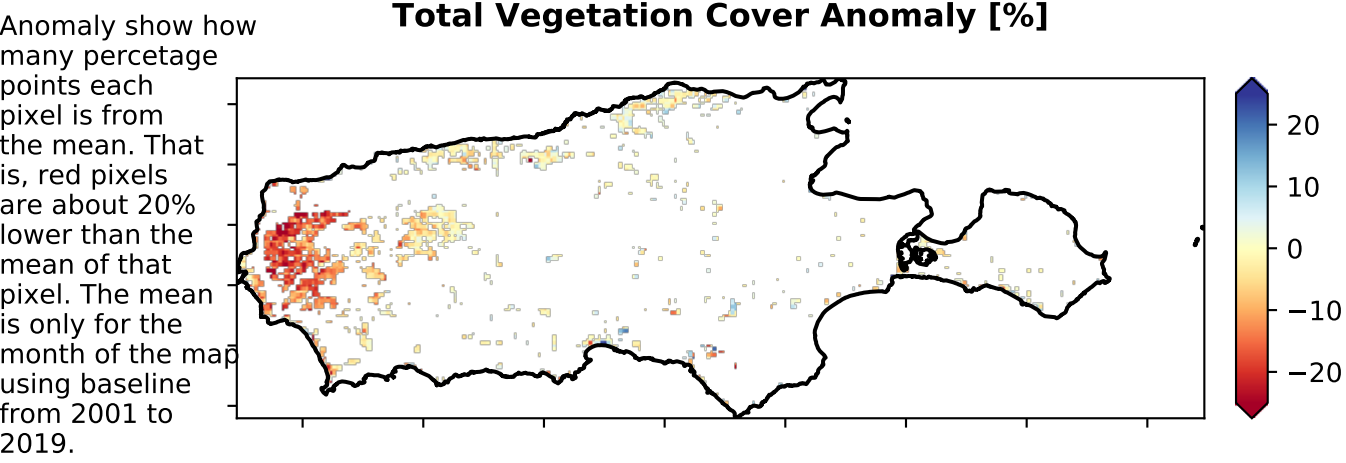 Total Vegetation Cover Anomaly [%]
Anomaly show how
many percetage
points each
pixel is from
the mean. That
is, red pixels
are about 20%
lower than the
mean of that
pixel. The mean
is only for the
month of the map
using baseline
from 2001 to
2019.
20
10
0
−10
−20